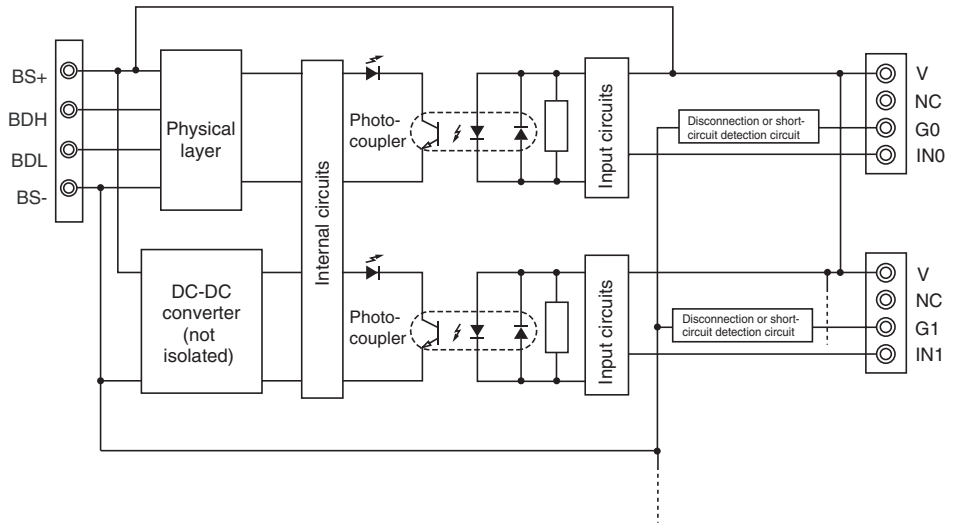 BS+
BDH
BDL
BS-
Physical
layer
DC-DC
converter
(not
isolated)
Internal circuits
Photo-
coupler
Input circuits
Disconnection or short-
circuit detection circuit
V
NC
G0
IN0
Photo-
coupler
Input circuits
Disconnection or short-
circuit detection circuit
V
NC
G1
IN1